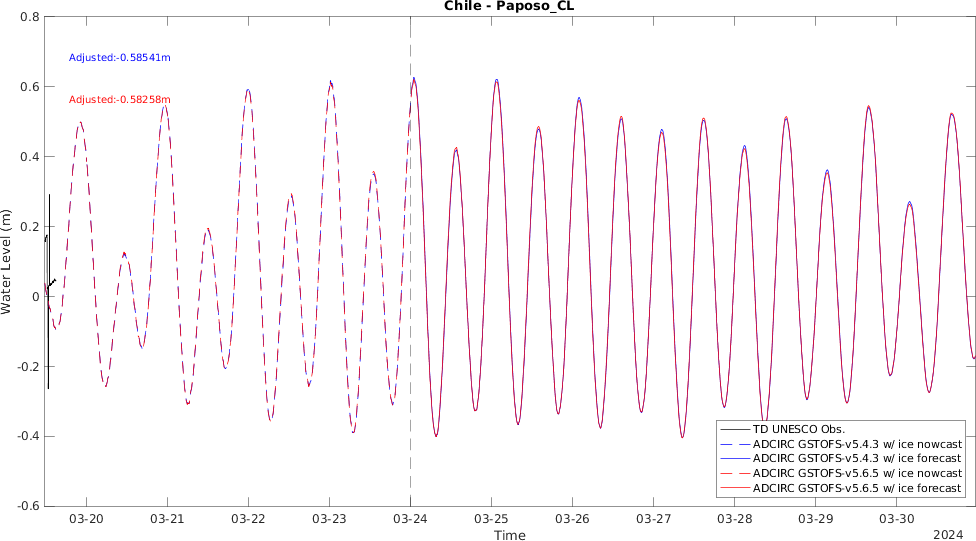 Chile - Paposo_CL
0.8
Adjusted:-0.58541m
0.6
Adjusted:-0.58258m
0.4
0.2
0
-0.2
-0.4
-0.6
Water Level (m)
TD UNESCO Obs.
ADCIRC GSTOFS-v5.4.3 w/ ice nowcast
ADCIRC GSTOFS-v5.4.3 w/ ice forecast
ADCIRC GSTOFS-v5.6.5 w/ ice nowcast
ADCIRC GSTOFS-v5.6.5 w/ ice forecast
03-20 03-21 03-22 03-23 03-24 03-25 03-26 03-27 03-28 03-29 03-30
Time
2024